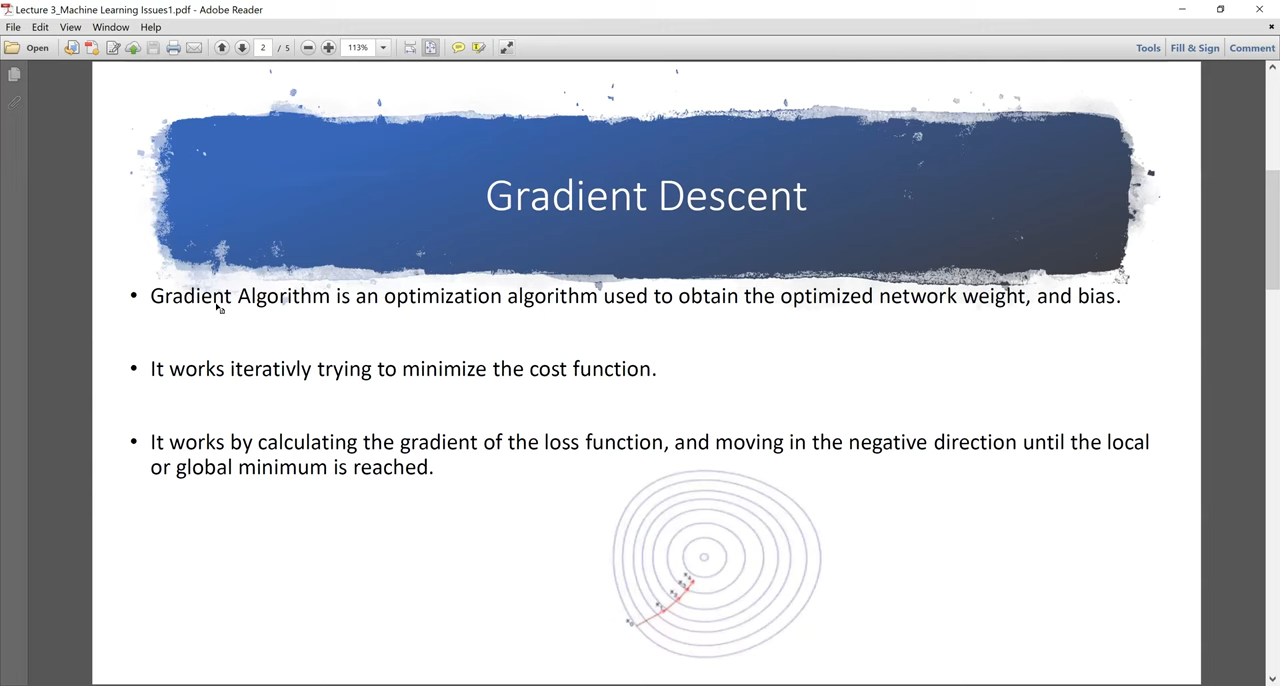 Lecture 3_Machine Learning Issues1.pdf - Adobe Reader
File Edit View Window Help
Open 2 / 5 113% Tools Fill & Sign Comment
Gradient Descent
• Gradient Algorithm is an optimization algorithm used to obtain the optimized network weight, and bias.
• It works iterativly trying to minimize the cost function.
• It works by calculating the gradient of the loss function, and moving in the negative direction until the local
or global minimum is reached.